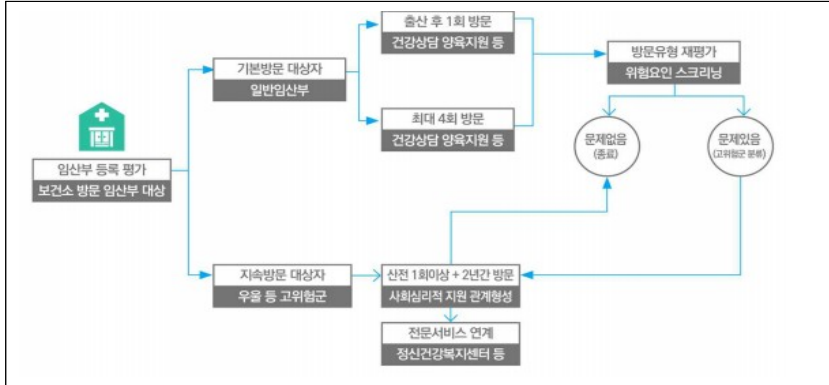 임산부 등록 평가
보건소 방문 임산부 대상
기본방문 대상자
일반임산부
출산 후 1회 방문
건강상담 양육지원 등
최대 4회 방문
건강상담 양육지원 등
방문유형 재평가
위험요인 스크리닝
문제없음
(종료)
문제있음
(고위험군 분류)
지속방문 대상자
우울 등 고위험군
산전 1회이상 + 2년간 방문
사회심리적 지원 관계형성
전문서비스 연계
정신건강복지센터 등